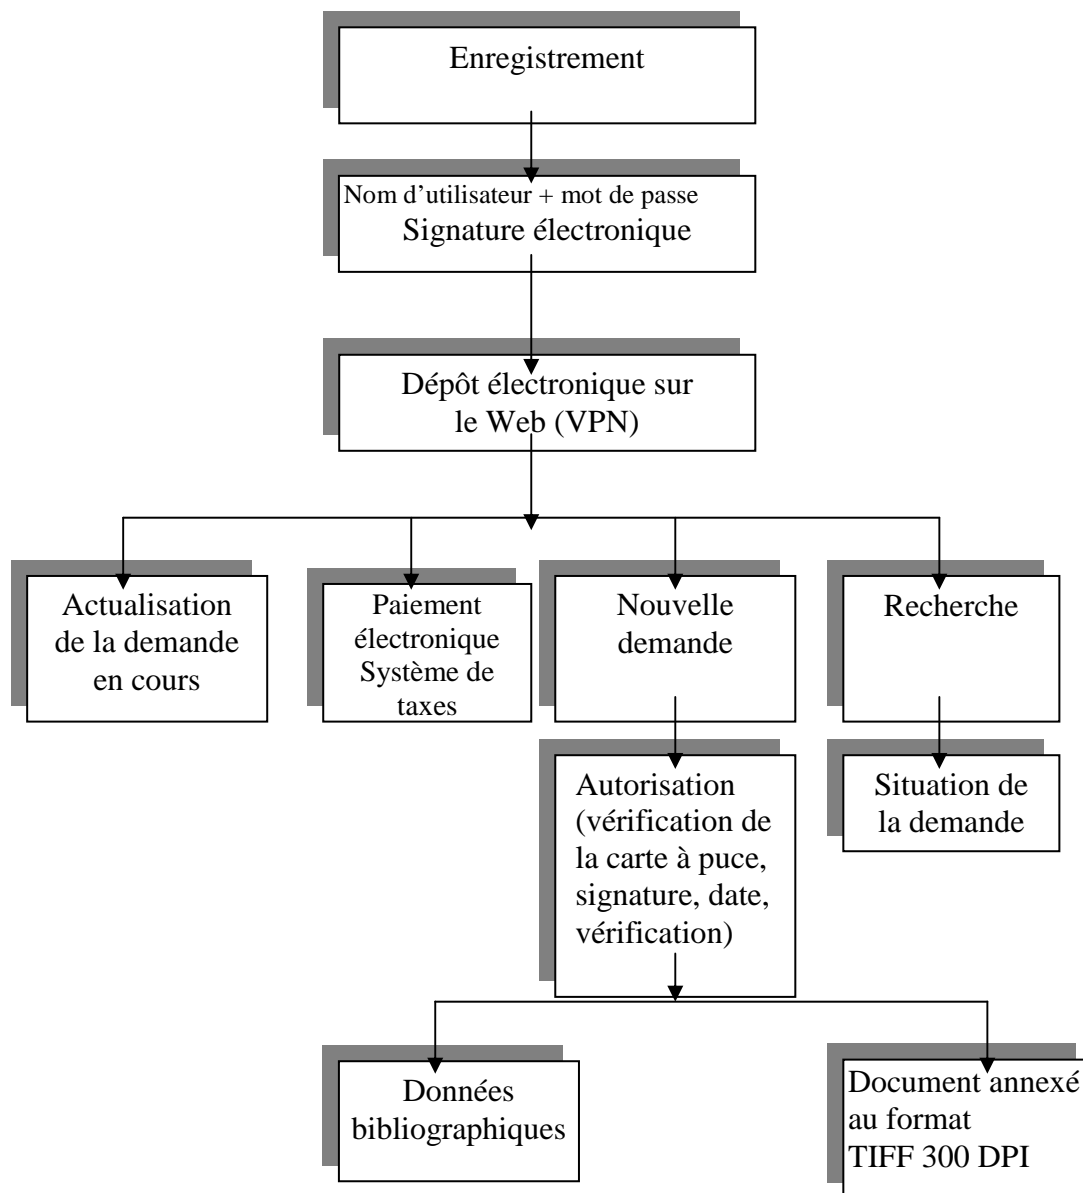 Enregistrement
Nom d’utilisateur + mot de passe
Signature électronique
Dépôt électronique sur
le Web (VPN)
Actualisation
de la demande
en cours
Paiement
électronique
Système de
taxes
Nouvelle
demande
Recherche
Autorisation
(vérification de
la carte à puce,
signature, date,
vérification)
Situation de
la demande
Données
bibliographiques
Document annexé
au format
TIFF 300 DPI